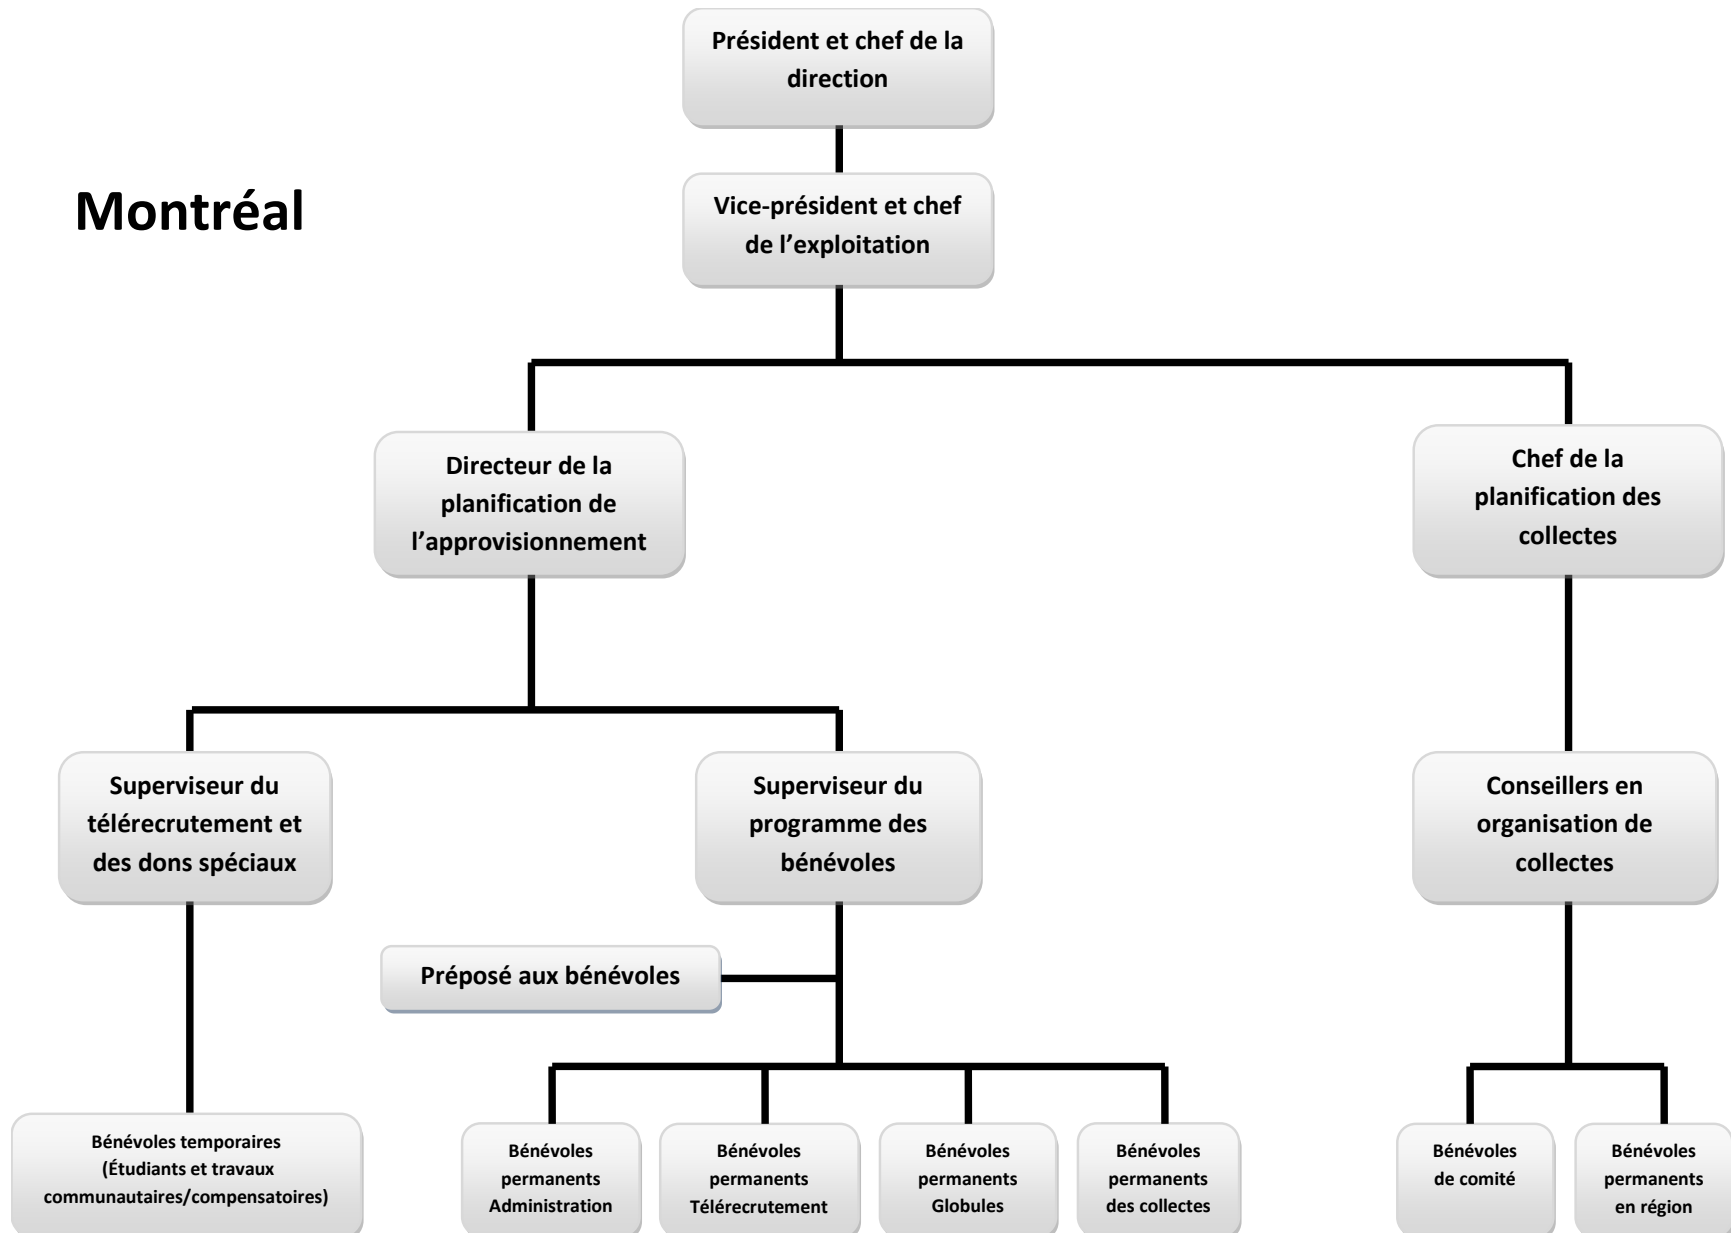 Président et chef de la
direction
Montréal
Vice-président et chef
de l’exploitation
Directeur de la
planification de
l’approvisionnement
Chef de la
planification des
collectes
Superviseur du
télérecrutement et
des dons spéciaux
Superviseur du
programme des
bénévoles
Conseillers en
organisation de
collectes
Préposé aux bénévoles
Bénévoles temporaires
(Étudiants et travaux
communautaires/compensatoires)
Bénévoles
permanents
Administration
Bénévoles
permanents
Télérecrutement
Bénévoles
permanents
Globules
Bénévoles
permanents
des collectes
Bénévoles
de comité
Bénévoles
permanents
en région